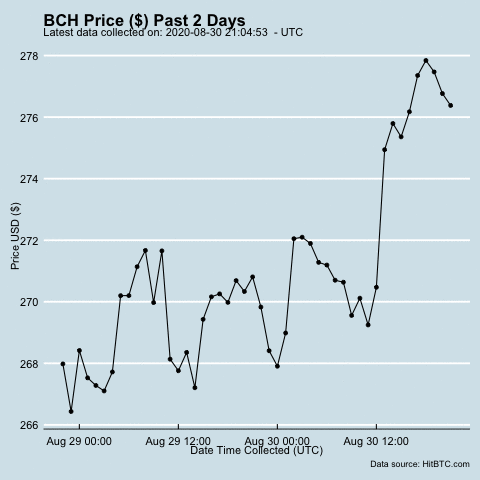 BCH Price ($) Past 2 Days
Latest data collected on: 2020-08-30 21:04:53  - UTC
278
276
274
272
270
268
266
Price USD ($)
Aug 29 00:00 Aug 29 12:00 Aug 30 00:00 Aug 30 12:00
Date Time Collected (UTC)
Data source: HitBTC.com